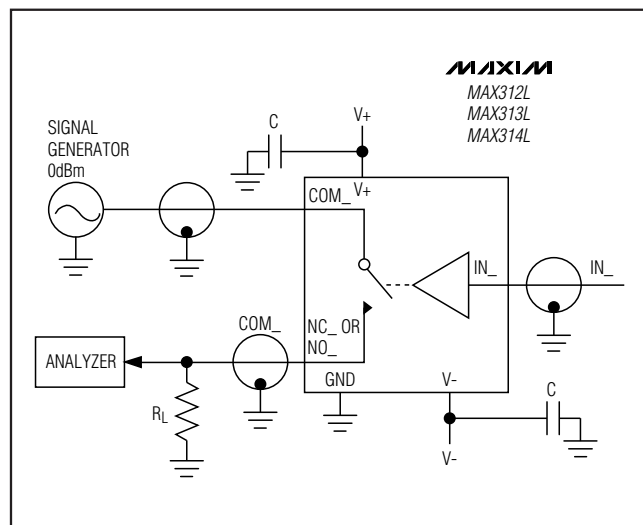 MAXIM
MAX312L
MAX313L
MAX314L
SIGNAL
GENERATOR
0dBm
C
V+
V+
COM_
IN_
IN_
COM_
NC_ OR
NO_
ANALYZER
RL
GND
V-
C
V-